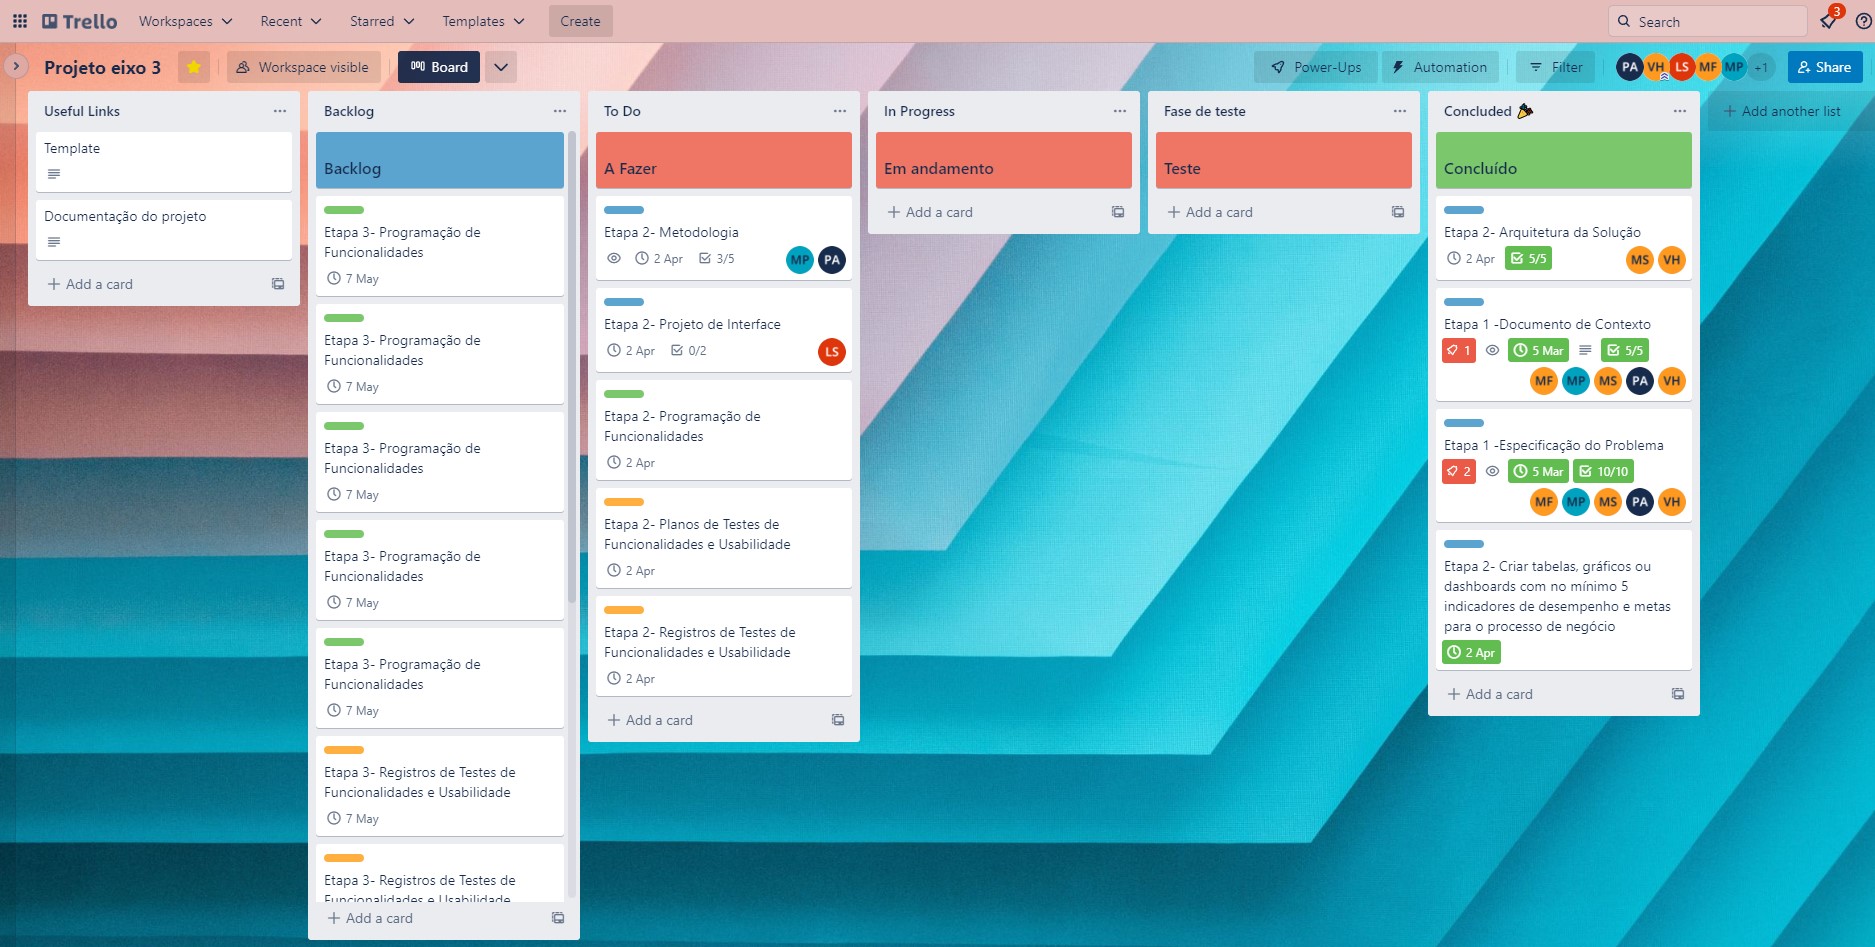 Trello
Workspaces
Recent
Starred
Templates
Create
Search
3
Projeto eixo 3
Workspace visible
Board
Power-Ups
Automation
Filter
PA VH LS MF MP +1
Share
Useful Links
Template
Documentação do projeto
Add a card
Backlog
Backlog
Etapa 3- Programação de
Funcionalidades
7 May
Etapa 3- Programação de
Funcionalidades
7 May
Etapa 3- Programação de
Funcionalidades
7 May
Etapa 3- Programação de
Funcionalidades
7 May
Etapa 3- Programação de
Funcionalidades
7 May
Etapa 3- Registros de Testes de
Funcionalidades e Usabilidade
7 May
Etapa 3- Registros de Testes de
Funcionalidades e Usabilidade
Add a card
To Do
A Fazer
Etapa 2- Metodologia
2 Apr 3/5 MP PA
Etapa 2- Projeto de Interface
2 Apr 0/2 LS
Etapa 2- Programação de
Funcionalidades
2 Apr
Etapa 2- Planos de Testes de
Funcionalidades e Usabilidade
2 Apr
Etapa 2- Registros de Testes de
Funcionalidades e Usabilidade
2 Apr
Add a card
In Progress
Em andamento
Add a card
Fase de teste
Teste
Add a card
Concluded
Concluído
Etapa 2- Arquitetura da Solução
2 Apr 5/5 MS VH
Etapa 1 -Documento de Contexto
1 5 Mar 5/5
MF MP MS PA VH
Etapa 1 -Especificação do Problema
2 5 Mar 10/10
MF MP MS PA VH
Etapa 2- Criar tabelas, gráficos ou
dashboards com no mínimo 5
indicadores de desempenho e metas
para o processo de negócio
2 Apr
Add a card
Add another list